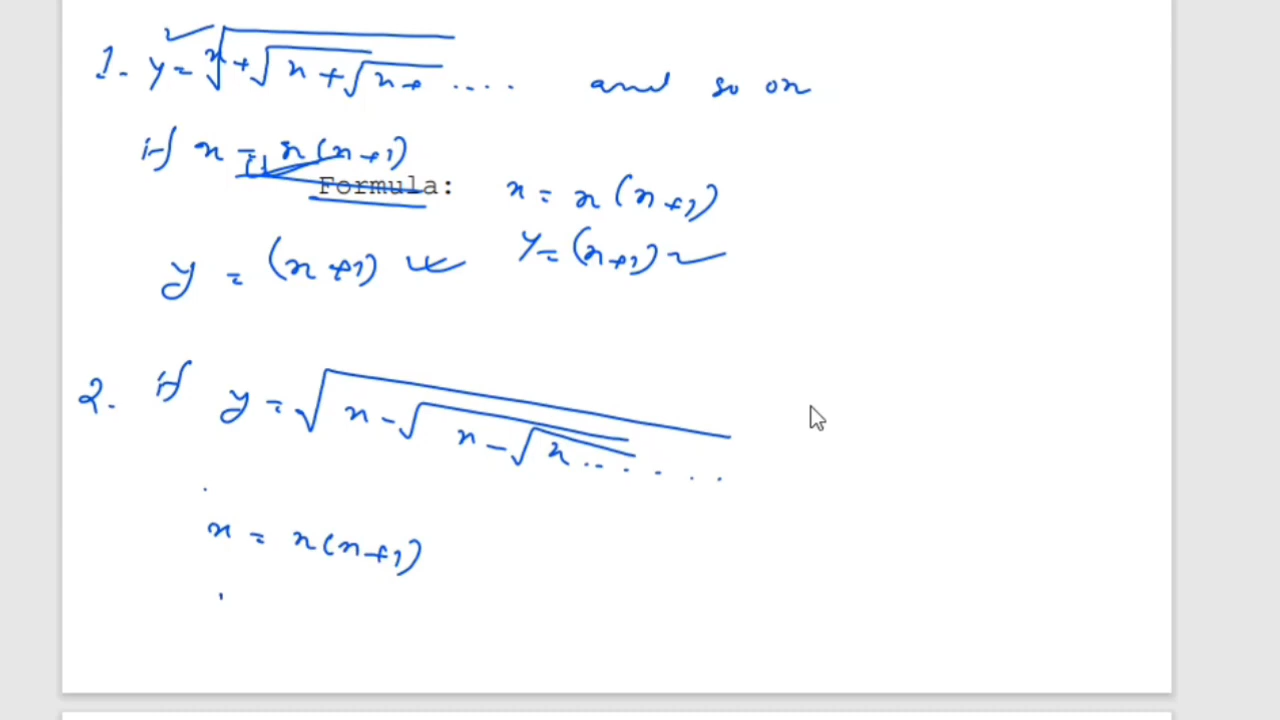 1. y = √x + √x + √x + .... and so on
if x = n(n+1)
Formula: x = n(n+1)
y = (n+1) y = (n+1)
2. if y = √x - √x - √x ......
x = n(n+1)